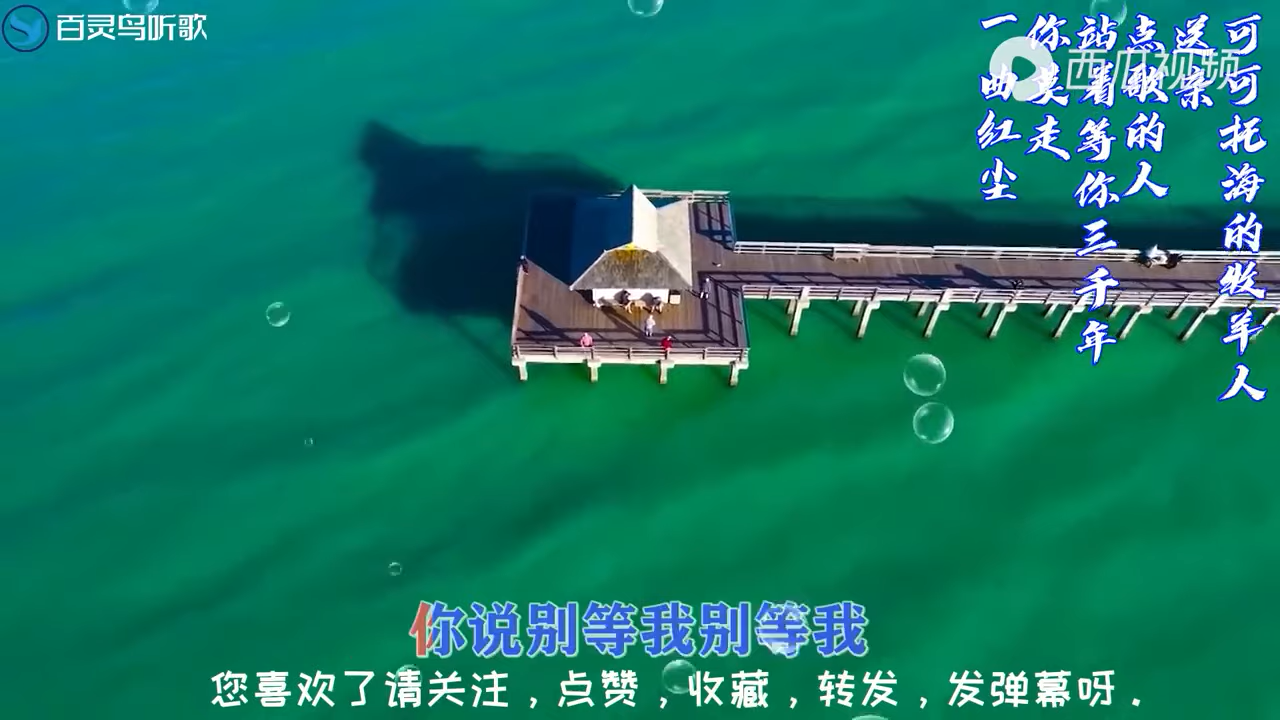 百灵鸟听歌
西瓜视频
可可托海的牧羊人
送亲
点歌的人
站着等你三千年
你莫走
一曲红尘
你说别等我别等我
您喜欢了请关注，点赞，收藏，转发，发弹幕呀．